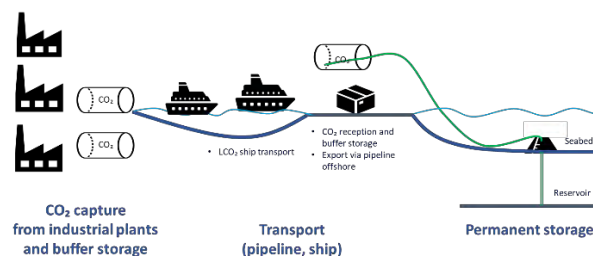 CO₂
CO₂
CO₂
• LCO₂ ship transport
• CO₂ reception and
buffer storage
• Export via pipeline
offshore
Seabed
Reservoir
CO₂ capture
from industrial plants
and buffer storage
Transport
(pipeline, ship)
Permanent storage